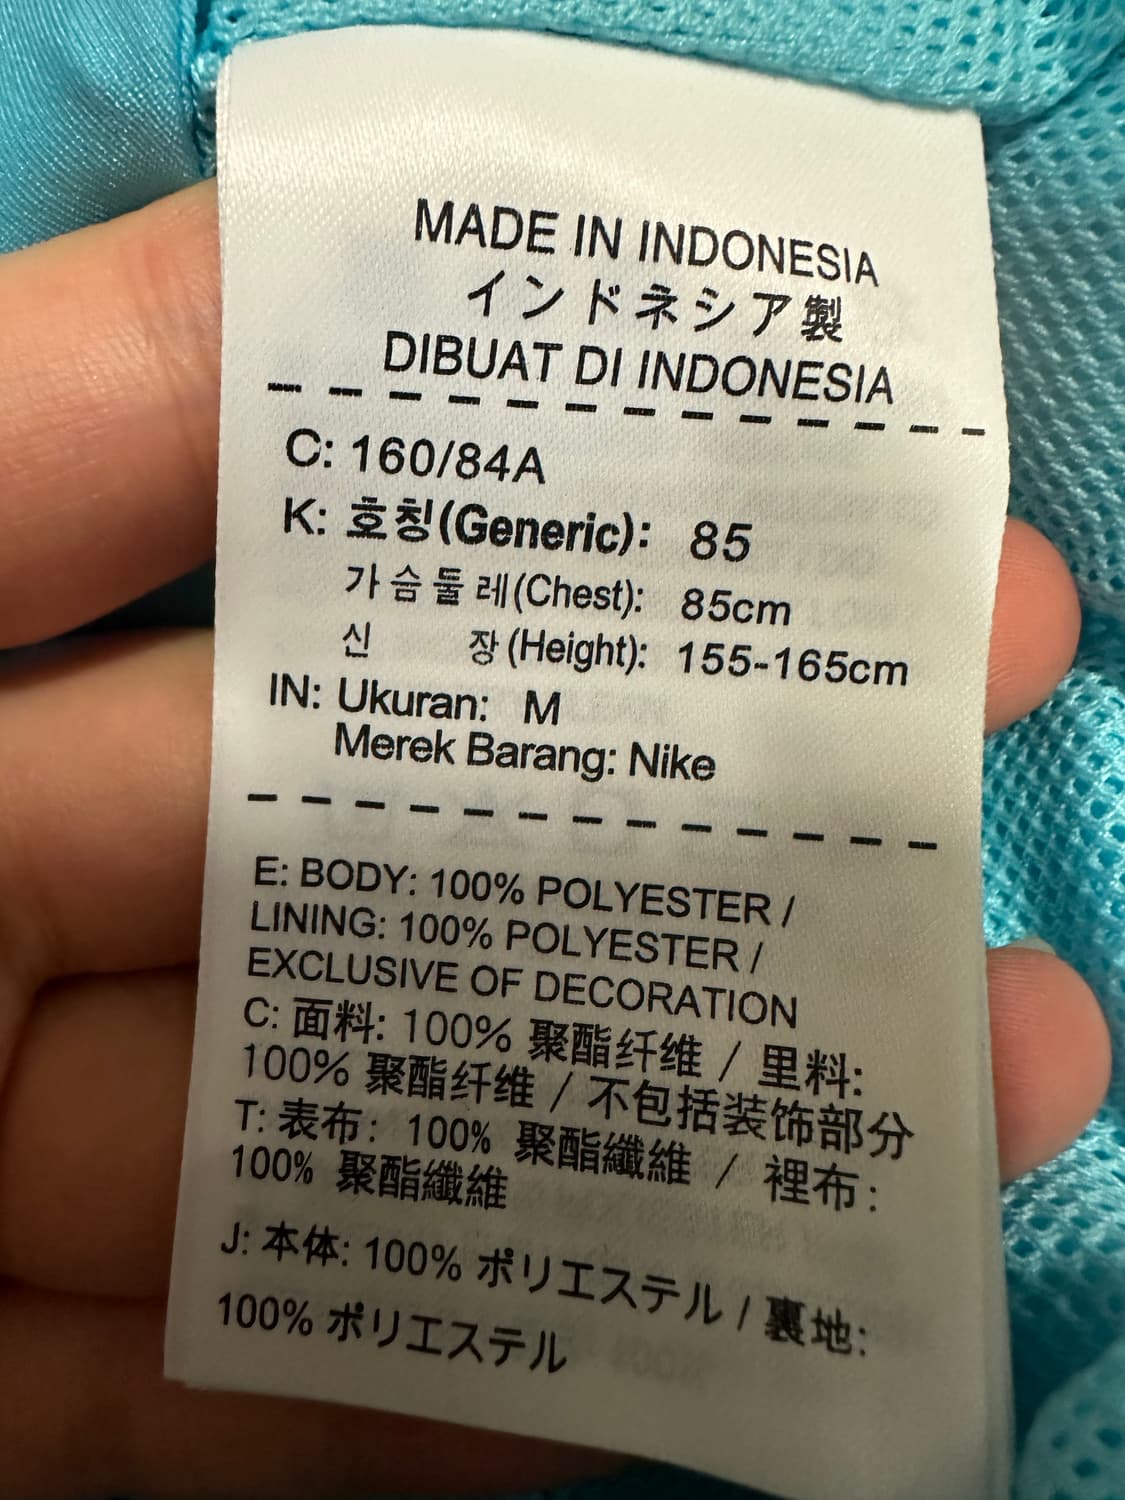 MADE IN INDONESIA
インドネシア製
DIBUAT DI INDONESIA
C: 160/84A
K: 호칭(Generic): 85
가슴둘레(Chest): 85cm
신 장(Height): 155-165cm
IN: Ukuran: M
Merek Barang: Nike
E: BODY: 100% POLYESTER /
LINING: 100% POLYESTER /
EXCLUSIVE OF DECORATION
C: 面料: 100% 聚酯纤维 / 里料:
100% 聚酯纤维 / 不包括装饰部分
T: 表布: 100% 聚酯纖維 / 裡布:
100% 聚酯纖維
J: 本体: 100% ポリエステル / 裏地:
100% ポリエステル